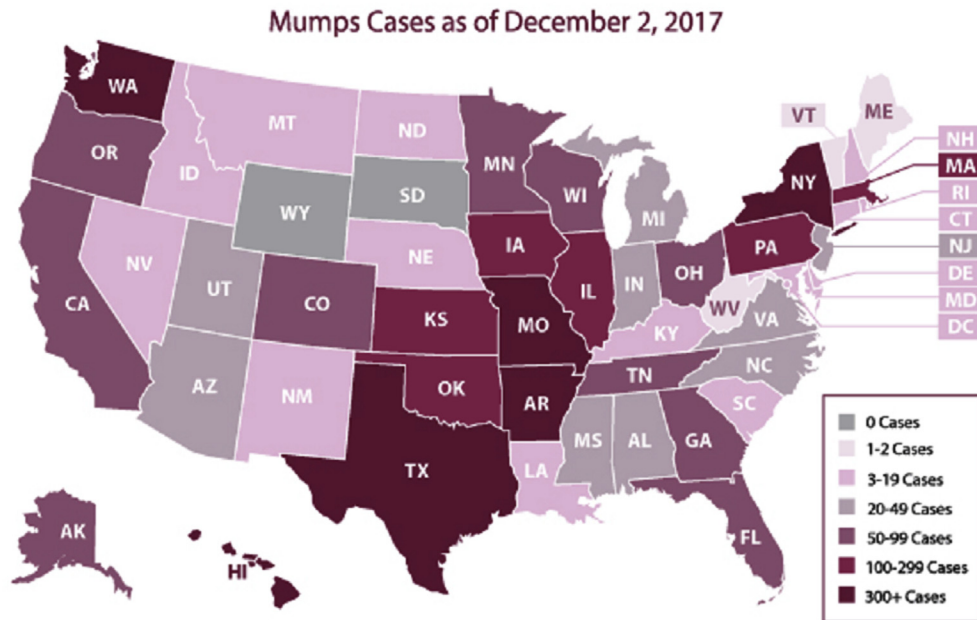 Mumps Cases as of December 2, 2017
WA
MT
ND
VT
ME
NH
OR
ID
MN
MA
WI
NY
SD
WY
MI
RI
CT
IA
PA
NJ
NE
NV
OH
DE
IL
IN
UT
CO
MD
CA
WV
KS
MO
VA
KY
DC
NC
TN
AZ
OK
NM
AR
SC
MS
AL
GA
TX
LA
FL
AK
HI
0 Cases
1-2 Cases
3-19 Cases
20-49 Cases
50-99 Cases
100-299 Cases
300+ Cases